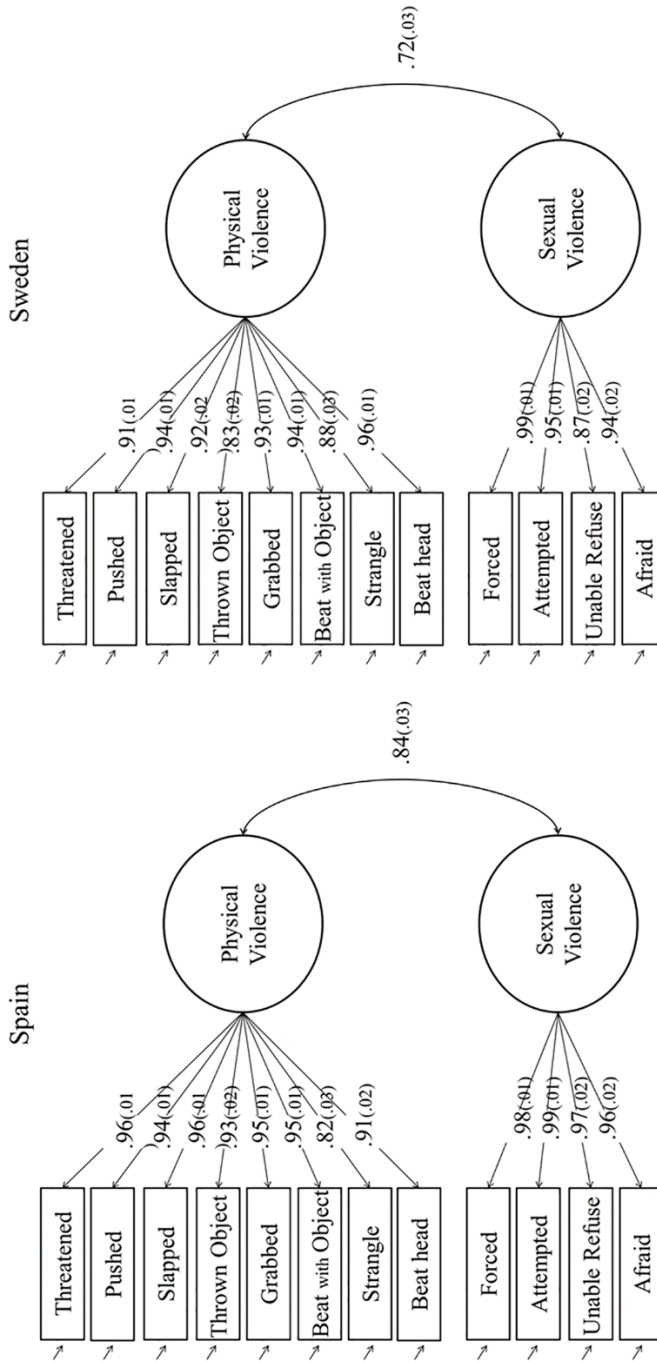 Spain
Threatened
Pushed
Slapped
Thrown Object
Grabbed
Beat with Object
Strangle
Beat head
.96(.01
)
.94(.01)
.96(.01
)
.93(.02)
.95(.01)
.95(.01)
.82(.03)
.91(.02)
Physical
Violence
.84(.03)
Forced
Attempted
Unable Refuse
Afraid
.98(.01)
.99(.01)
.97(.02)
.96(.02)
Sexual
Violence
Sweden
Threatened
Pushed
Slapped
Thrown Object
Grabbed
Beat with Object
Strangle
Beat head
.91(.01
)
.94(.01)
.92(.02
)
.83(.02)
.93(.01)
.94(.01)
.88(.03)
.96(.01)
Physical
Violence
.72(.03)
Forced
Attempted
Unable Refuse
Afraid
.99(.01)
.95(.01)
.87(.02)
.94(.02)
Sexual
Violence